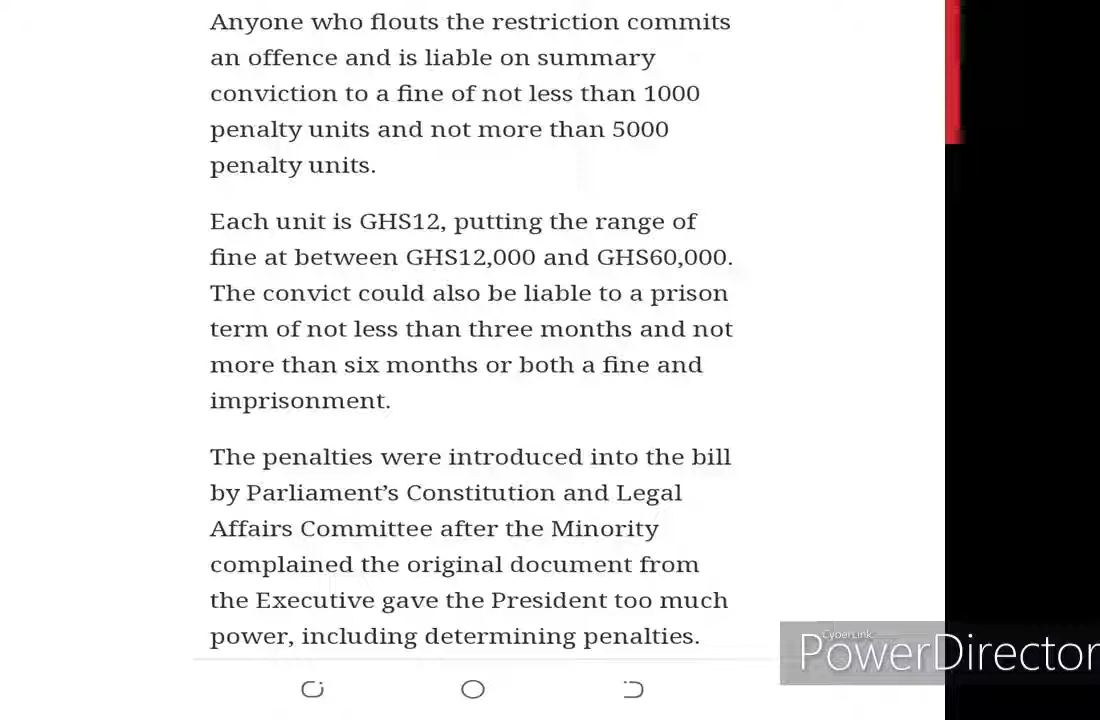 Anyone who flouts the restriction commits
an offence and is liable on summary
conviction to a fine of not less than 1000
penalty units and not more than 5000
penalty units.
Each unit is GHS12, putting the range of
fine at between GHS12,000 and GHS60,000.
The convict could also be liable to a prison
term of not less than three months and not
more than six months or both a fine and
imprisonment.
The penalties were introduced into the bill
by Parliament’s Constitution and Legal
Affairs Committee after the Minority
complained the original document from
the Executive gave the President too much
power, including determining penalties.
CyberLink
PowerDirector